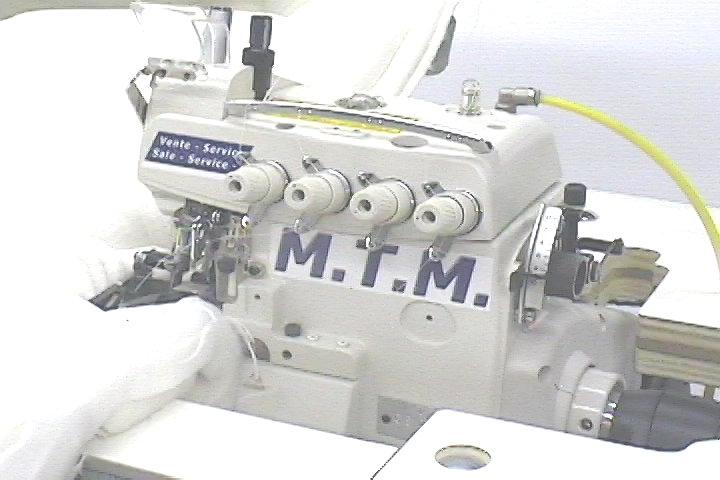 Vente - Service
Sale - Service -
M.T.M.